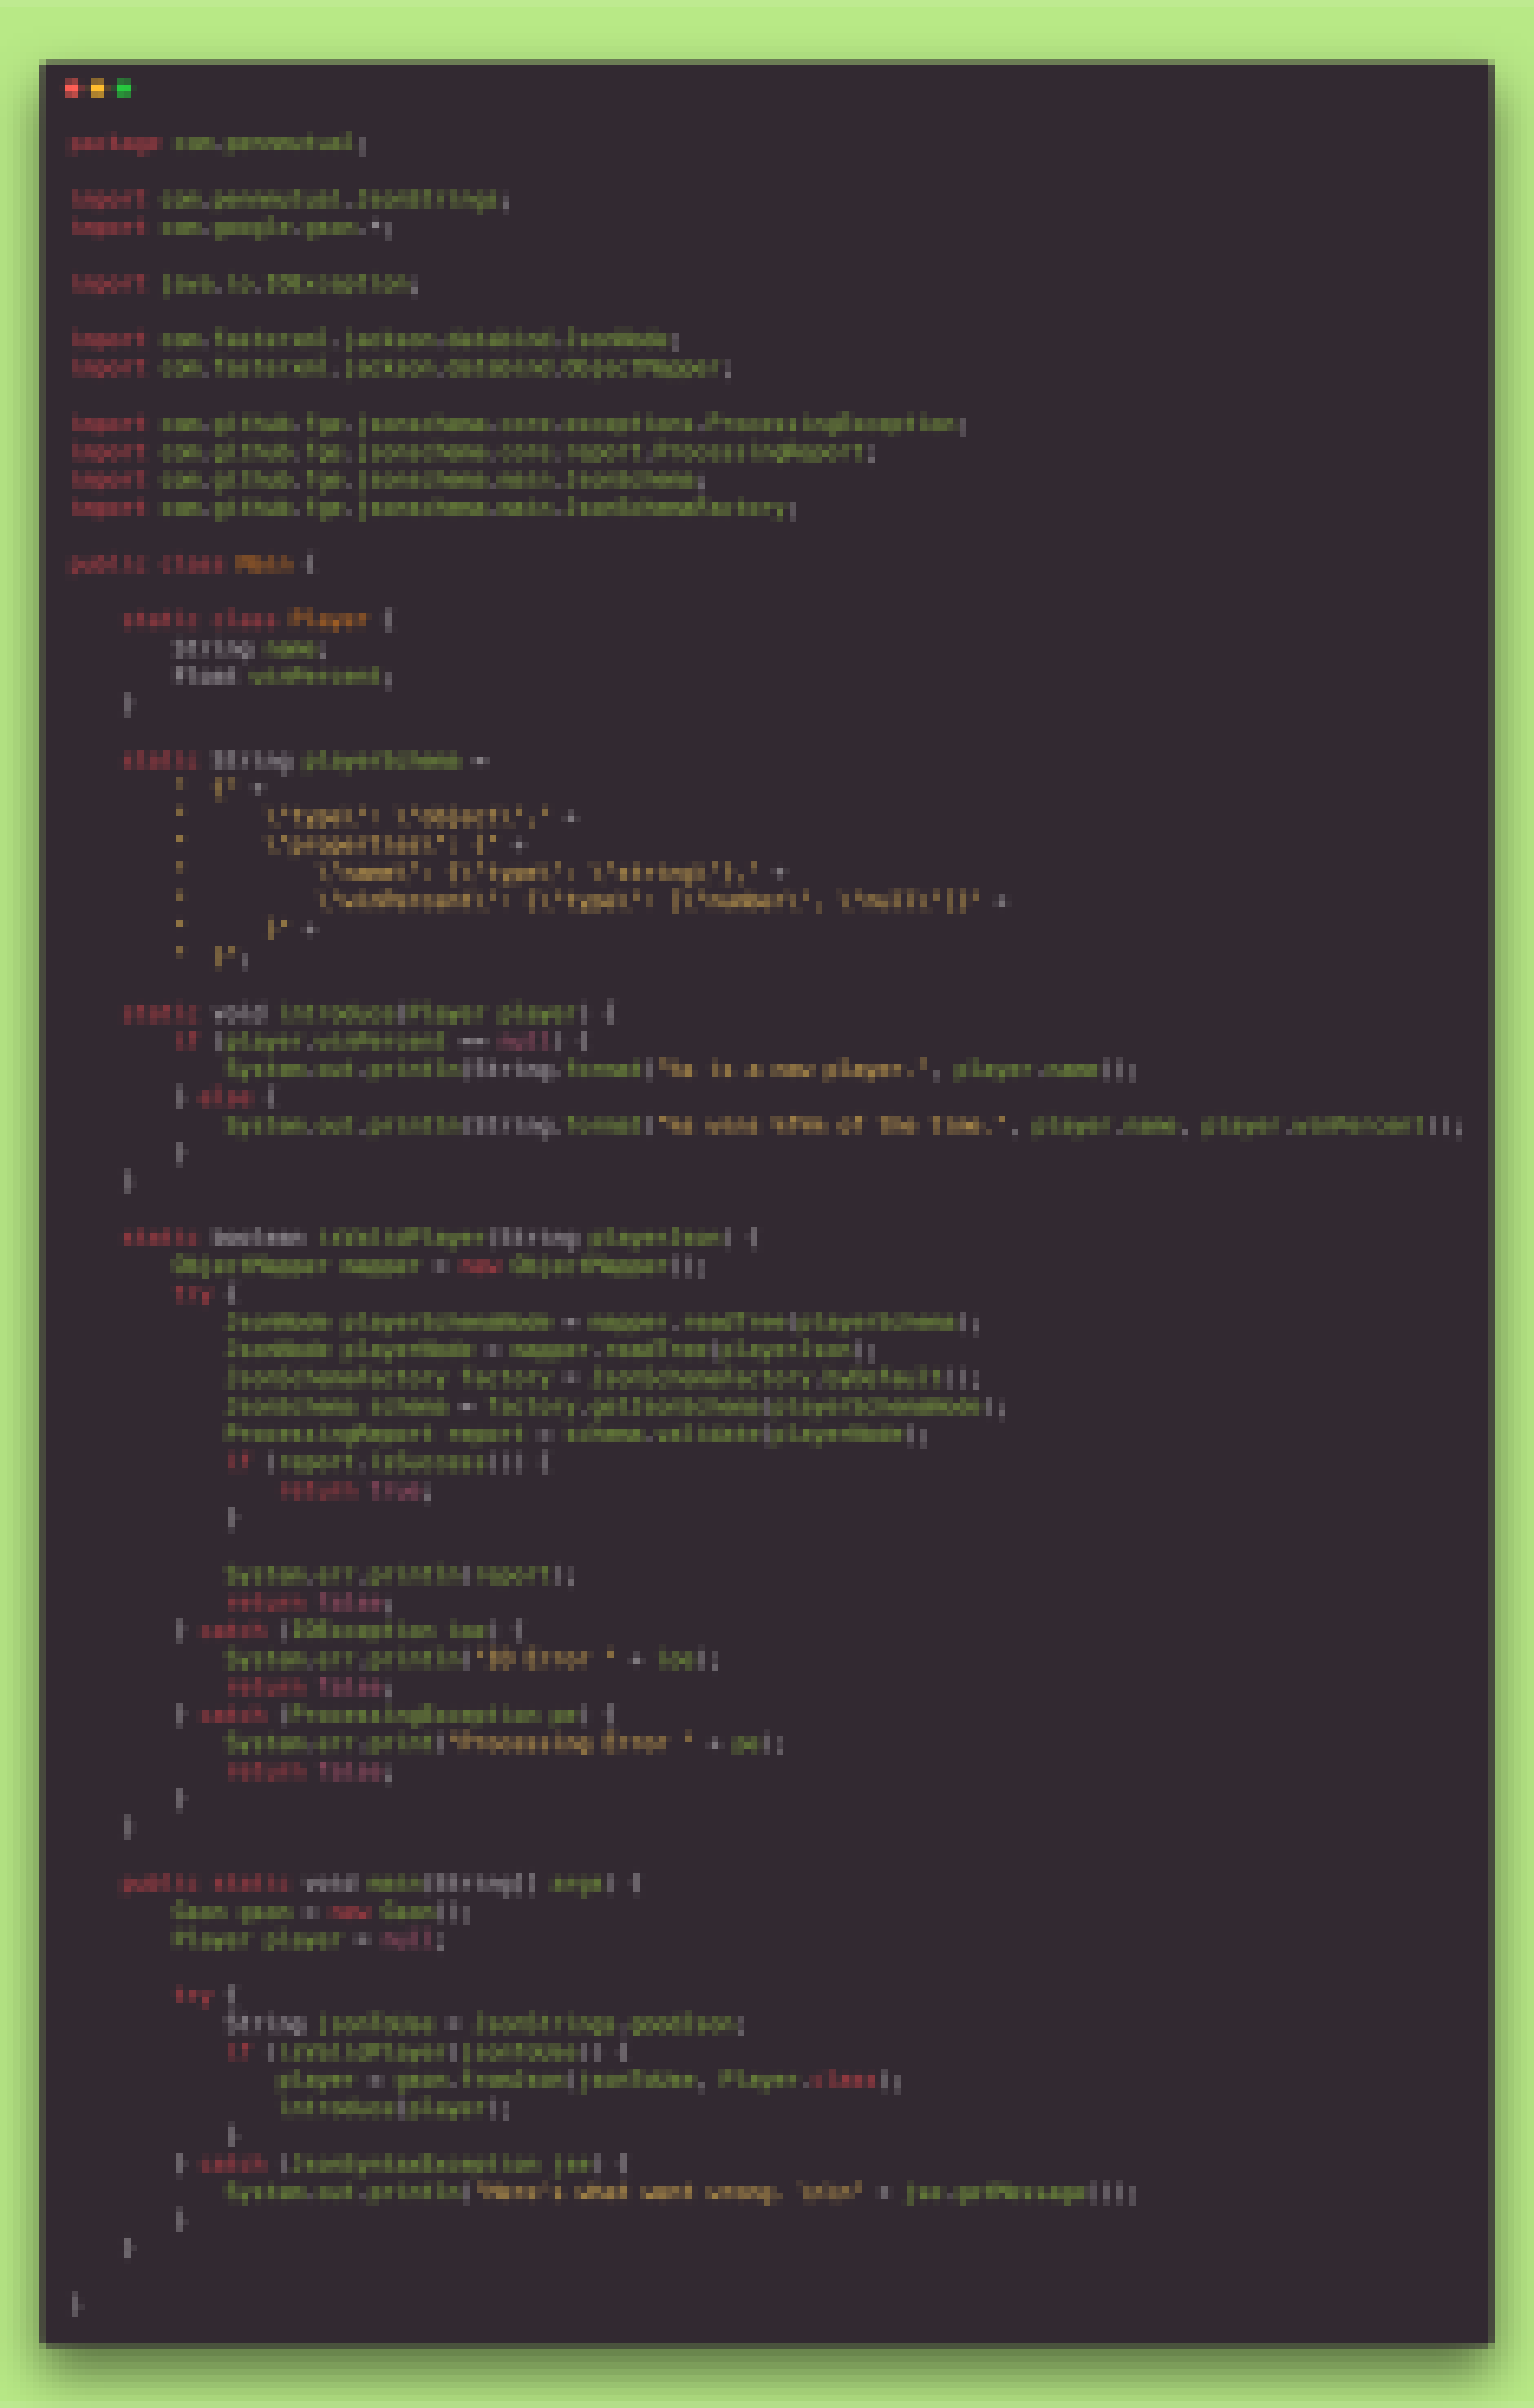 package com.pennmutual;
import com.pennmutual.JsonStrings;
import com.google.gson.*;
import java.io.IOException;
import com.fasterxml.jackson.databind.JsonNode;
import com.fasterxml.jackson.databind.ObjectMapper;
import com.github.fge.jsonschema.core.exceptions.ProcessingException;
import com.github.fge.jsonschema.core.report.ProcessingReport;
import com.github.fge.jsonschema.main.JsonSchema;
import com.github.fge.jsonschema.main.JsonSchemaFactory;
public class Main {
static class Player {
String name;
Float winPercent;
}
static String playerSchema =
"  {" +
"      \"type\": \"object\"," +
"      \"properties\": {" +
"          \"name\": {\"type\": \"string\"}," +
"          \"winPercent\": {\"type\": [\"number\", \"null\"]}" +
"      }" +
"  }";
static void introduce(Player player) {
if (player.winPercent == null) {
System.out.println(String.format("%s is a new player.", player.name));
} else {
System.out.println(String.format("%s wins of the time.", player.name, player.winPercent));
}
}
static boolean isValidPlayer(String playerJson) {
ObjectMapper mapper = new ObjectMapper();
try {
JsonNode playerSchemaNode = mapper.readTree(playerSchema);
JsonNode playerNode = mapper.readTree(playerJson);
JsonSchemaFactory factory = JsonSchemaFactory.byDefault();
JsonSchema schema = factory.getJsonSchema(playerSchemaNode);
ProcessingReport report = schema.validate(playerNode);
if (report.isSuccess()) {
return true;
}
System.err.println(report);
return false;
} catch (IOException ioe) {
System.err.println("IO Error " + ioe);
return false;
} catch (ProcessingException pe) {
System.err.print("Processing Error " + pe);
return false;
}
}
public static void main(String[] args) {
Gson gson = new Gson();
Player player = null;
try {
String = JsonStrings.goodJson;
if (isValidPlayer()) {
player = gson.fromJson(, Player.class);
introduce(player);
}
} catch (JsonSyntaxException jse) {
System.out.println("Here's what went wrong, + jse.getMessage());
}
}
}